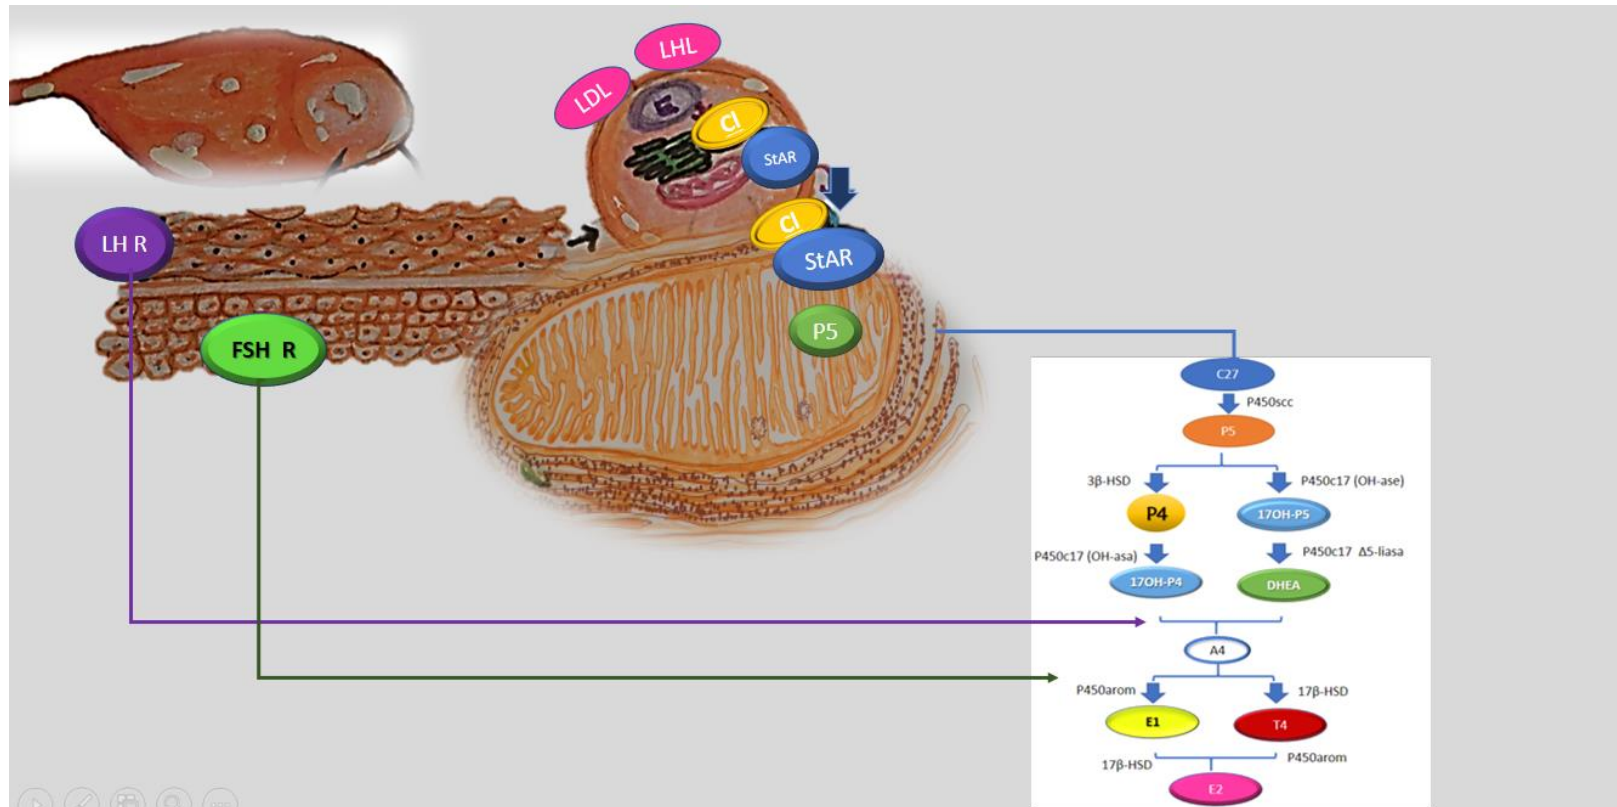 LHL
LDL
E
Cl
StAR
Cl
StAR
P5
LH R
FSH R
C27
P450scc
P5
3β-HSD
P450c17 (OH-ase)
P4
17OH-P5
P450c17 (OH-asa)
P450c17 Δ5-liasa
17OH-P4
DHEA
A4
P450arom
17β-HSD
E1
T4
17β-HSD
P450arom
E2